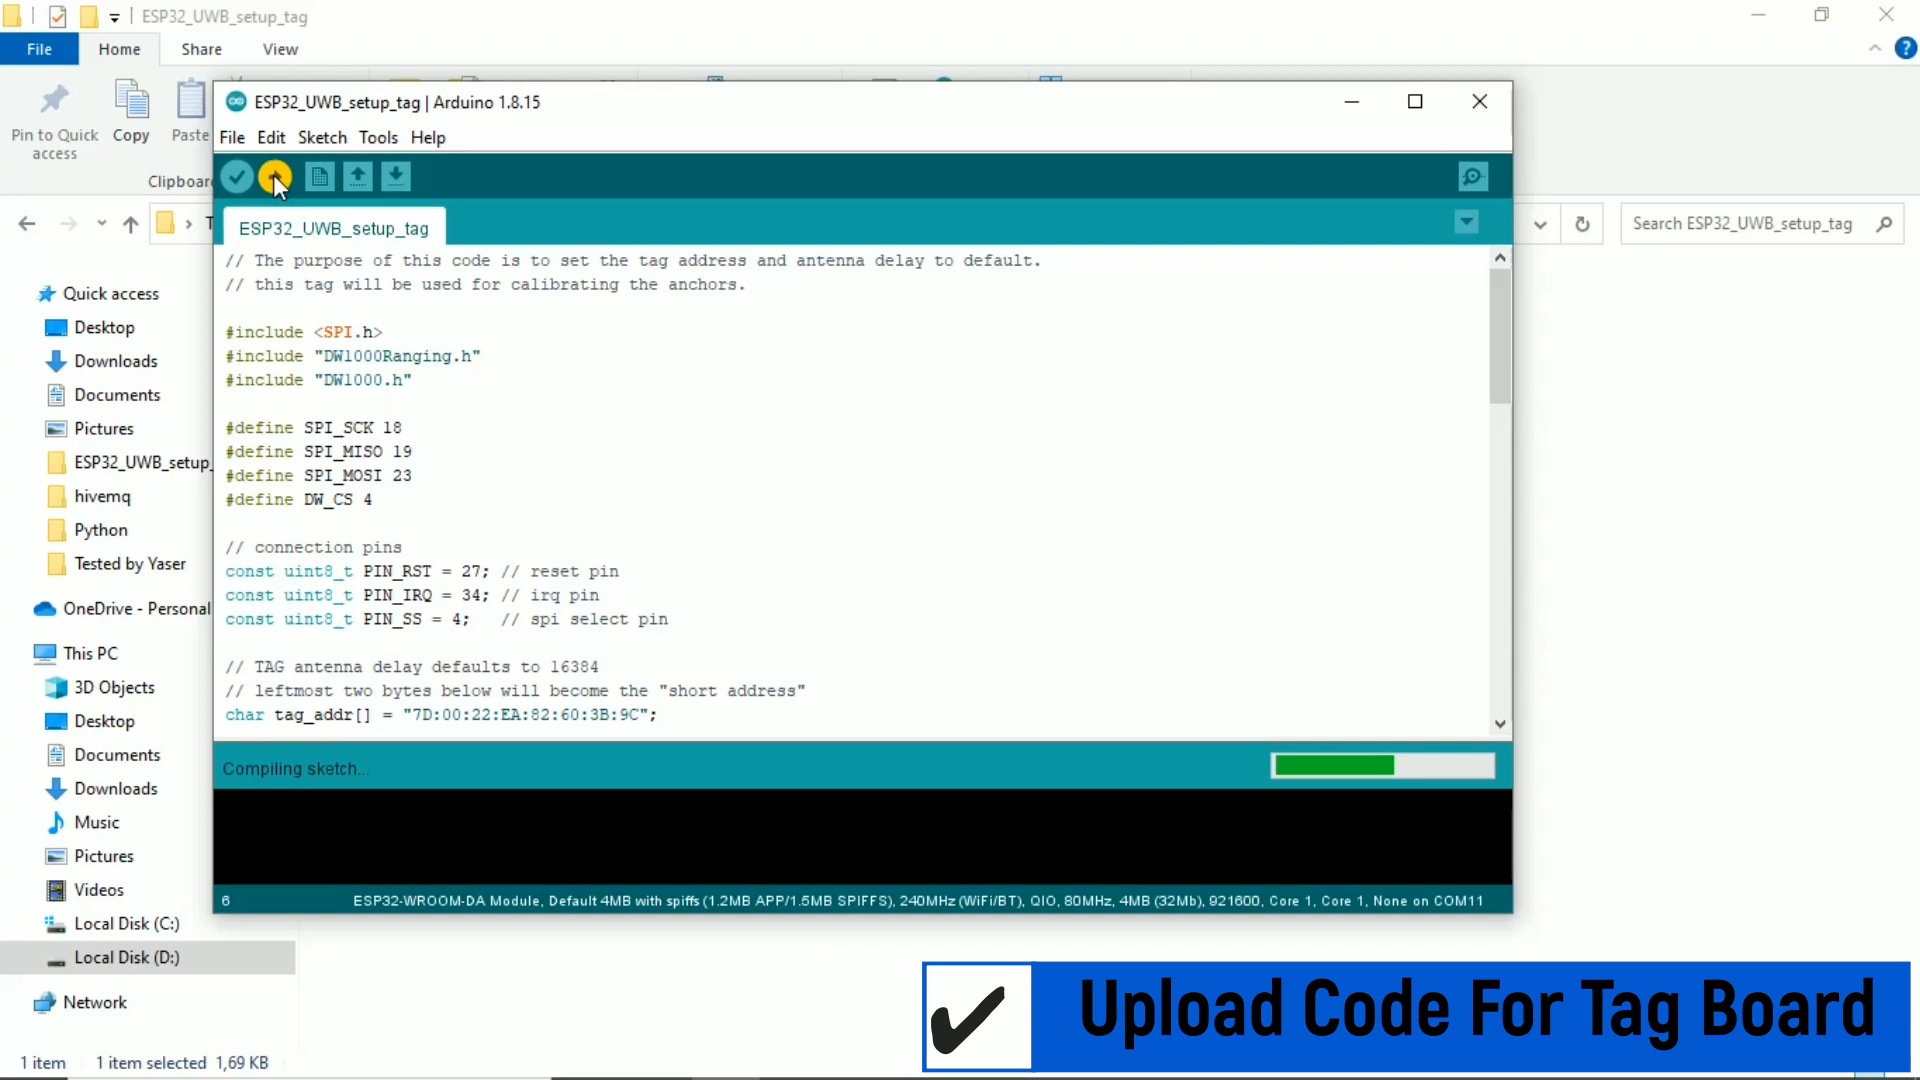 ESP32_UWB_setup_tag
File Home Share View
Pin to Quick access
Copy
Paste
Clipboar
Search ESP32_UWB_setup_tag
Quick access
Desktop
Downloads
Documents
Pictures
ESP32_UWB_setup_
hivemq
Python
Tested by Yaser
OneDrive - Personal
This PC
3D Objects
Desktop
Documents
Downloads
Music
Pictures
Videos
Local Disk (C:)
Local Disk (D:)
Network
1 item 1 item selected 1,69 KB
ESP32_UWB_setup_tag | Arduino 1.8.15
File Edit Sketch Tools Help
ESP32_UWB_setup_tag
// The purpose of this code is to set the tag address and antenna delay to default.
// this tag will be used for calibrating the anchors.
#include <SPI.h>
#include "DW1000Ranging.h"
#include "DW1000.h"
#define SPI_SCK 18
#define SPI_MISO 19
#define SPI_MOSI 23
#define DW_CS 4
// connection pins
const uint8_t PIN_RST = 27; // reset pin
const uint8_t PIN_IRQ = 34; // irq pin
const uint8_t PIN_SS = 4;   // spi select pin
// TAG antenna delay defaults to 16384
// leftmost two bytes below will become the "short address"
char tag_addr[] = "7D:00:22:EA:82:60:3B:9C";
Compiling sketch...
6 ESP32-WROOM-DA Module, Default 4MB with spiffs (1.2MB APP/1.5MB SPIFFS), 240MHz (WiFi/BT), QIO, 80MHz, 4MB (32Mb), 921600, Core 1, Core 1, None on COM11
Upload Code For Tag Board